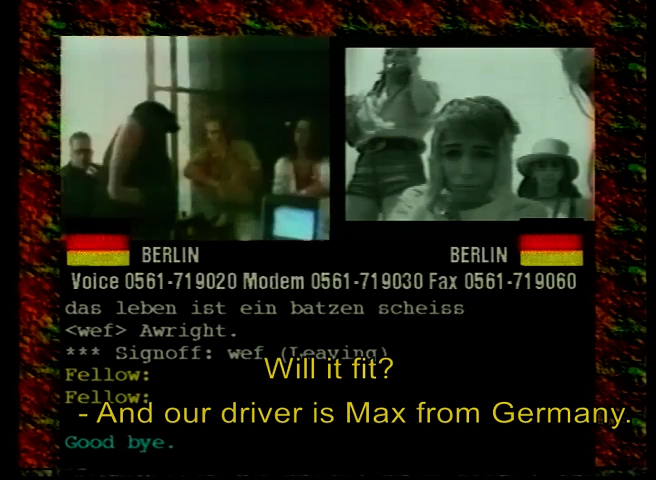 BERLIN
BERLIN
Voice 0561-719020 Modem 0561-719030 Fax 0561-719060
das leben ist ein batzen scheiss
<wef> Awright.
*** Signoff: wef (Leaving)
Fellow:
Will it fit?
Fellow:
- And our driver is Max from Germany.
Good bye.